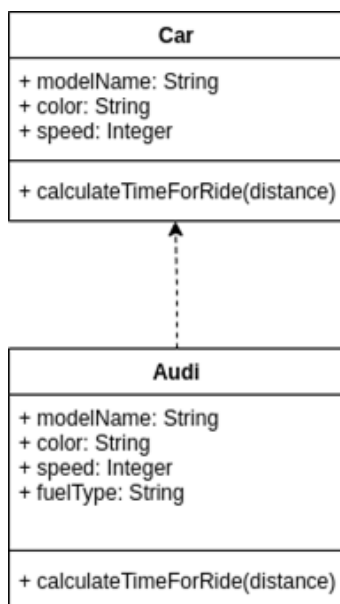 Car
+ modelName: String
+ color: String
+ speed: Integer
+ calculateTimeForRide(distance)
Audi
+ modelName: String
+ color: String
+ speed: Integer
+ fuelType: String
+ calculateTimeForRide(distance)